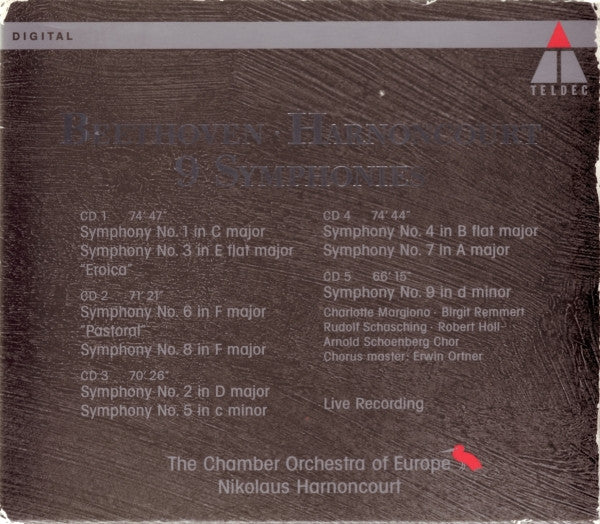 DIGITAL
TELDEC
BEETHOVEN HARNONCOURT
9 SYMPHONIES
CD 1 74' 47"
Symphony No. 1 in C major
Symphony No. 3 in E flat major
"Eroica"
CD 2 71' 21"
Symphony No. 6 in F major
"Pastoral"
Symphony No. 8 in F major
CD 3 70' 26"
Symphony No. 2 in D major
Symphony No. 5 in c minor
CD 4 74' 44"
Symphony No. 4 in B flat major
Symphony No. 7 in A major
CD 5 66' 15"
Symphony No. 9 in d minor
Charlotte Margiono · Birgit Remmert
Rudolf Schasching · Robert Holl
Arnold Schoenberg Chor
Chorus master: Erwin Ortner
Live Recording
The Chamber Orchestra of Europe
Nikolaus Harnoncourt